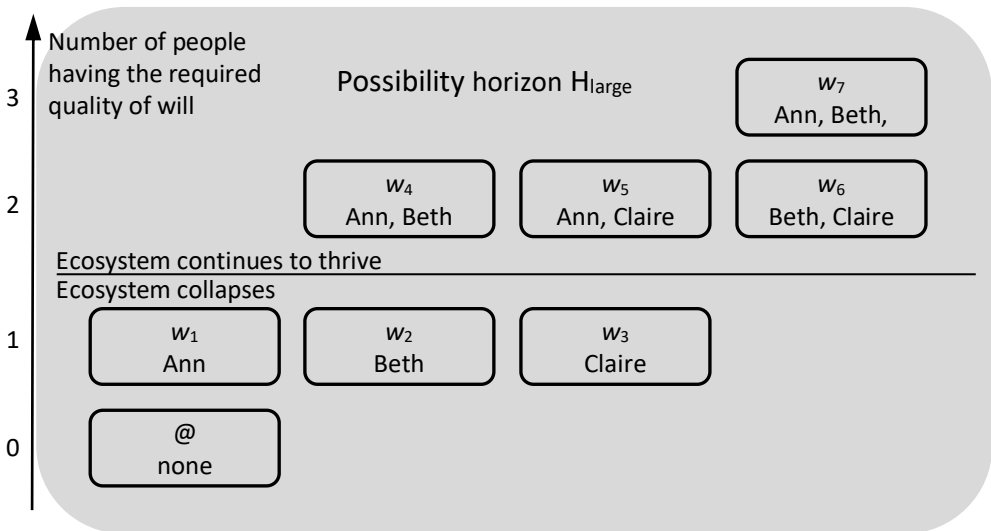 Number of people
having the required
quality of will
Possibility horizon H_large
3
w₇
Ann, Beth,
2
w₄
Ann, Beth
w₅
Ann, Claire
w₆
Beth, Claire
Ecosystem continues to thrive
Ecosystem collapses
1
w₁
Ann
w₂
Beth
w₃
Claire
0
@
none